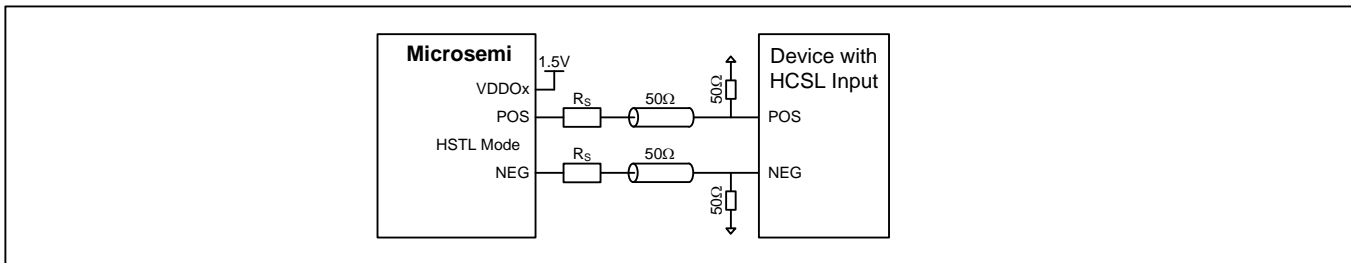 Microsemi
1.5V
VDDOx
POS
HSTL Mode
NEG
RS
50Ω
RS
50Ω
50Ω
50Ω
Device with
HCSL Input
POS
NEG